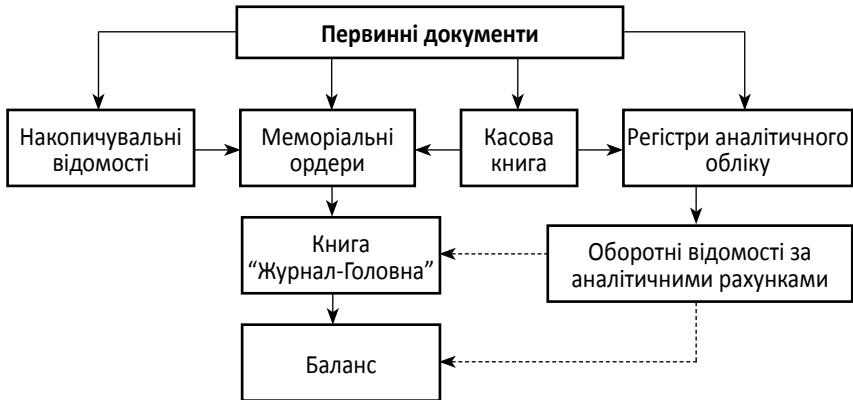 Первинні документи
Накопичувальні
відомості
Меморіальні
ордери
Касова
книга
Регістри аналітичного
обліку
Книга
“Журнал-Головна”
Оборотні відомості за
аналітичними рахунками
Баланс